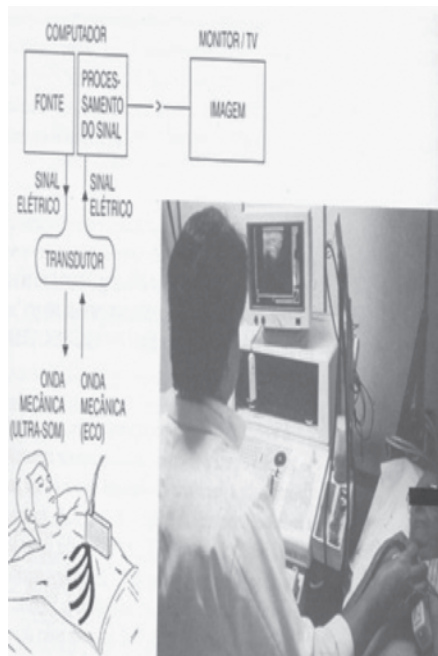 COMPUTADOR
MONITOR / TV
FONTE
PROCES-
SAMENTO
DO SINAL
IMAGEM
SINAL
ELÉTRICO
SINAL
ELÉTRICO
TRANSDUTOR
ONDA
MECÂNICA
(ULTRA-SOM)
ONDA
MECÂNICA
(ECO)